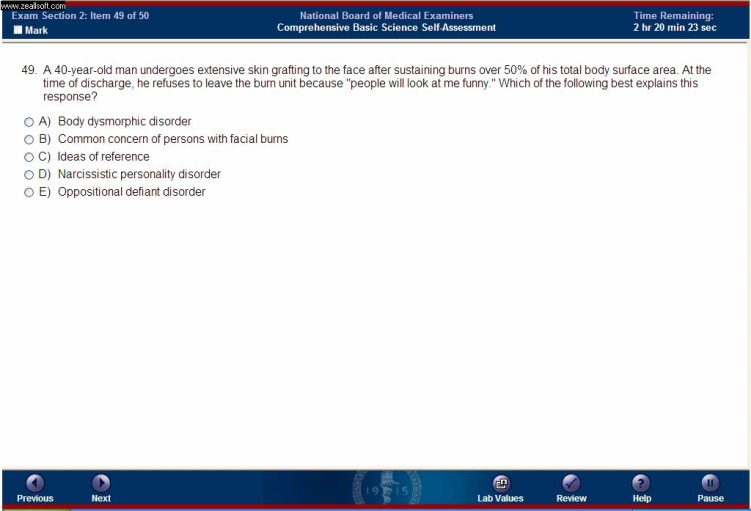 www.zeallsoft.com
Exam Section 2: Item 49 of 50
National Board of Medical Examiners
Time Remaining:
Mark
Comprehensive Basic Science Self-Assessment
2 hr 20 min 23 sec
49. A 40-year-old man undergoes extensive skin grafting to the face after sustaining burns over 50% of his total body surface area. At the
time of discharge, he refuses to leave the burn unit because "people will look at me funny." Which of the following best explains this
response?
A) Body dysmorphic disorder
B) Common concern of persons with facial burns
C) Ideas of reference
D) Narcissistic personality disorder
E) Oppositional defiant disorder
1915
Previous
Next
Lab Values
Review
Help
Pause